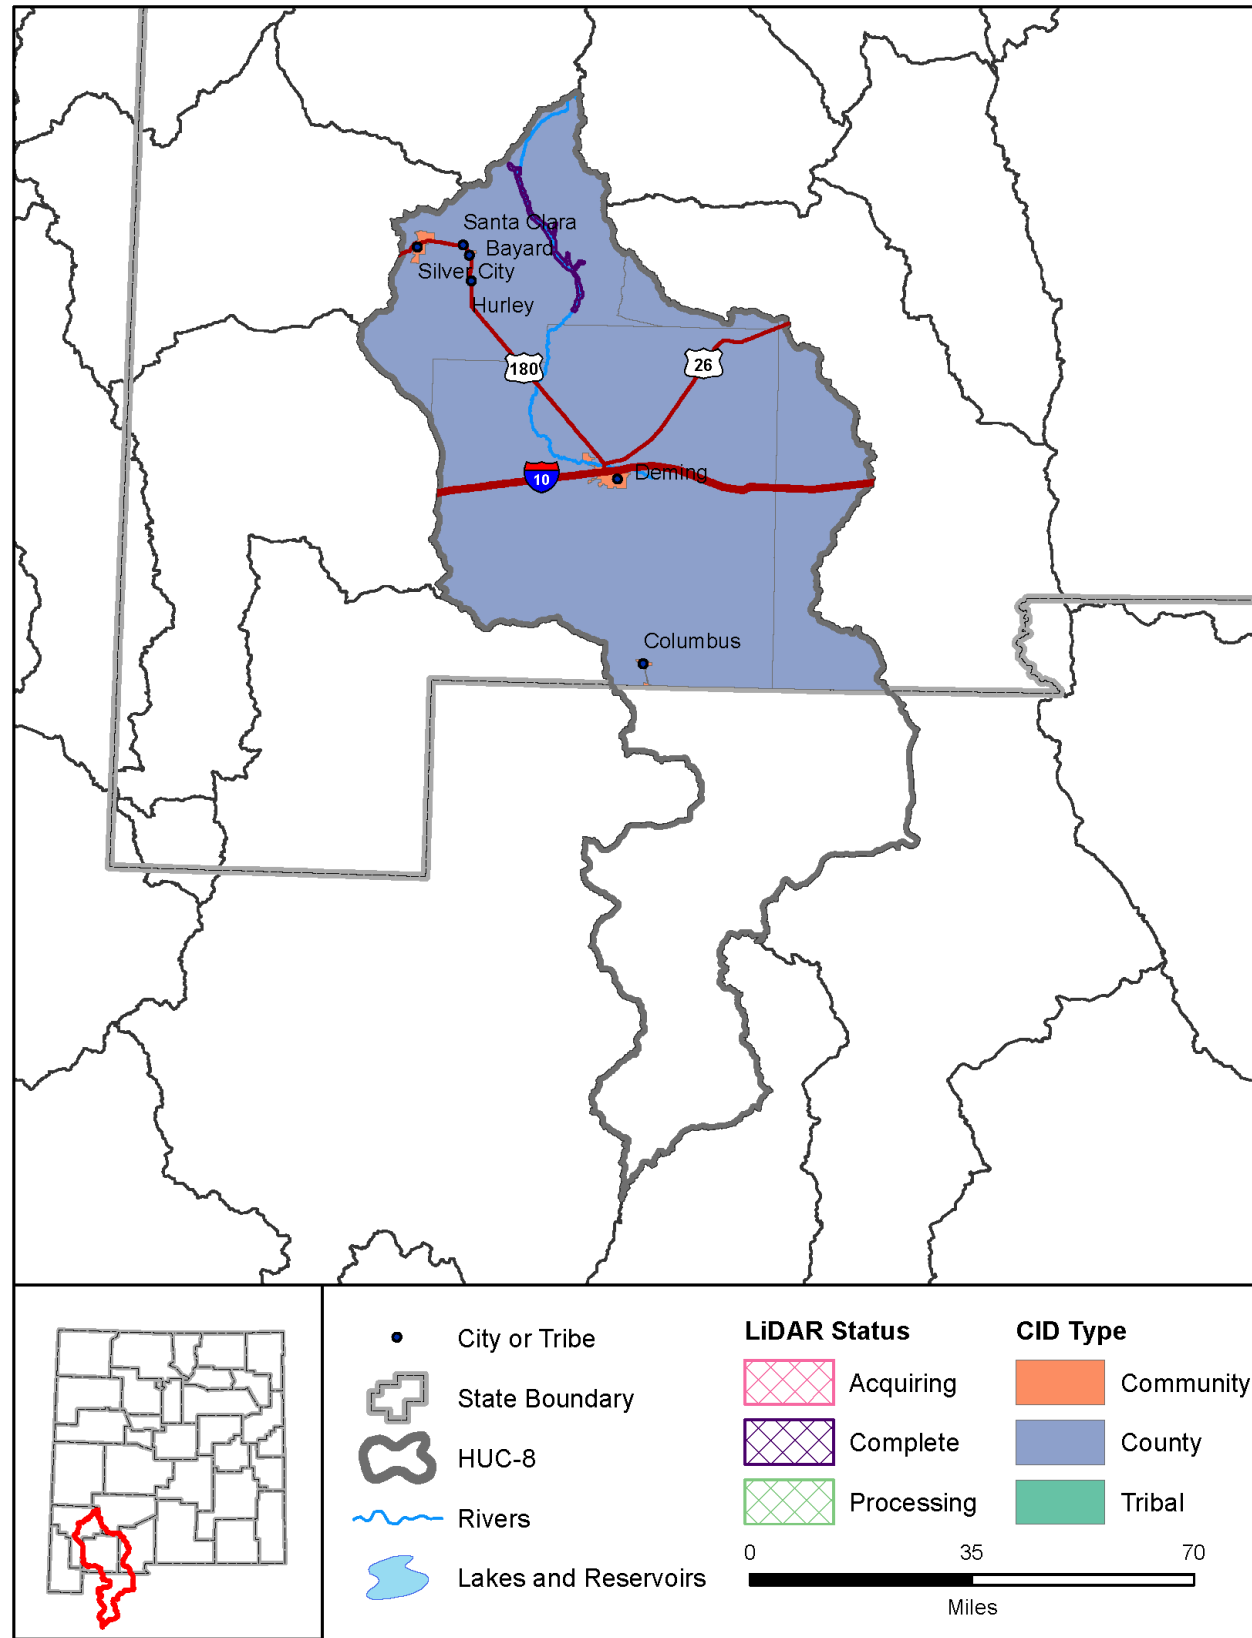 Santa Clara
Bayard
Silver City
Hurley
180
26
Deming
10
Columbus
City or Tribe
State Boundary
HUC-8
Rivers
Lakes and Reservoirs
LiDAR Status
Acquiring
Complete
Processing
CID Type
Community
County
Tribal
0 35 70
Miles